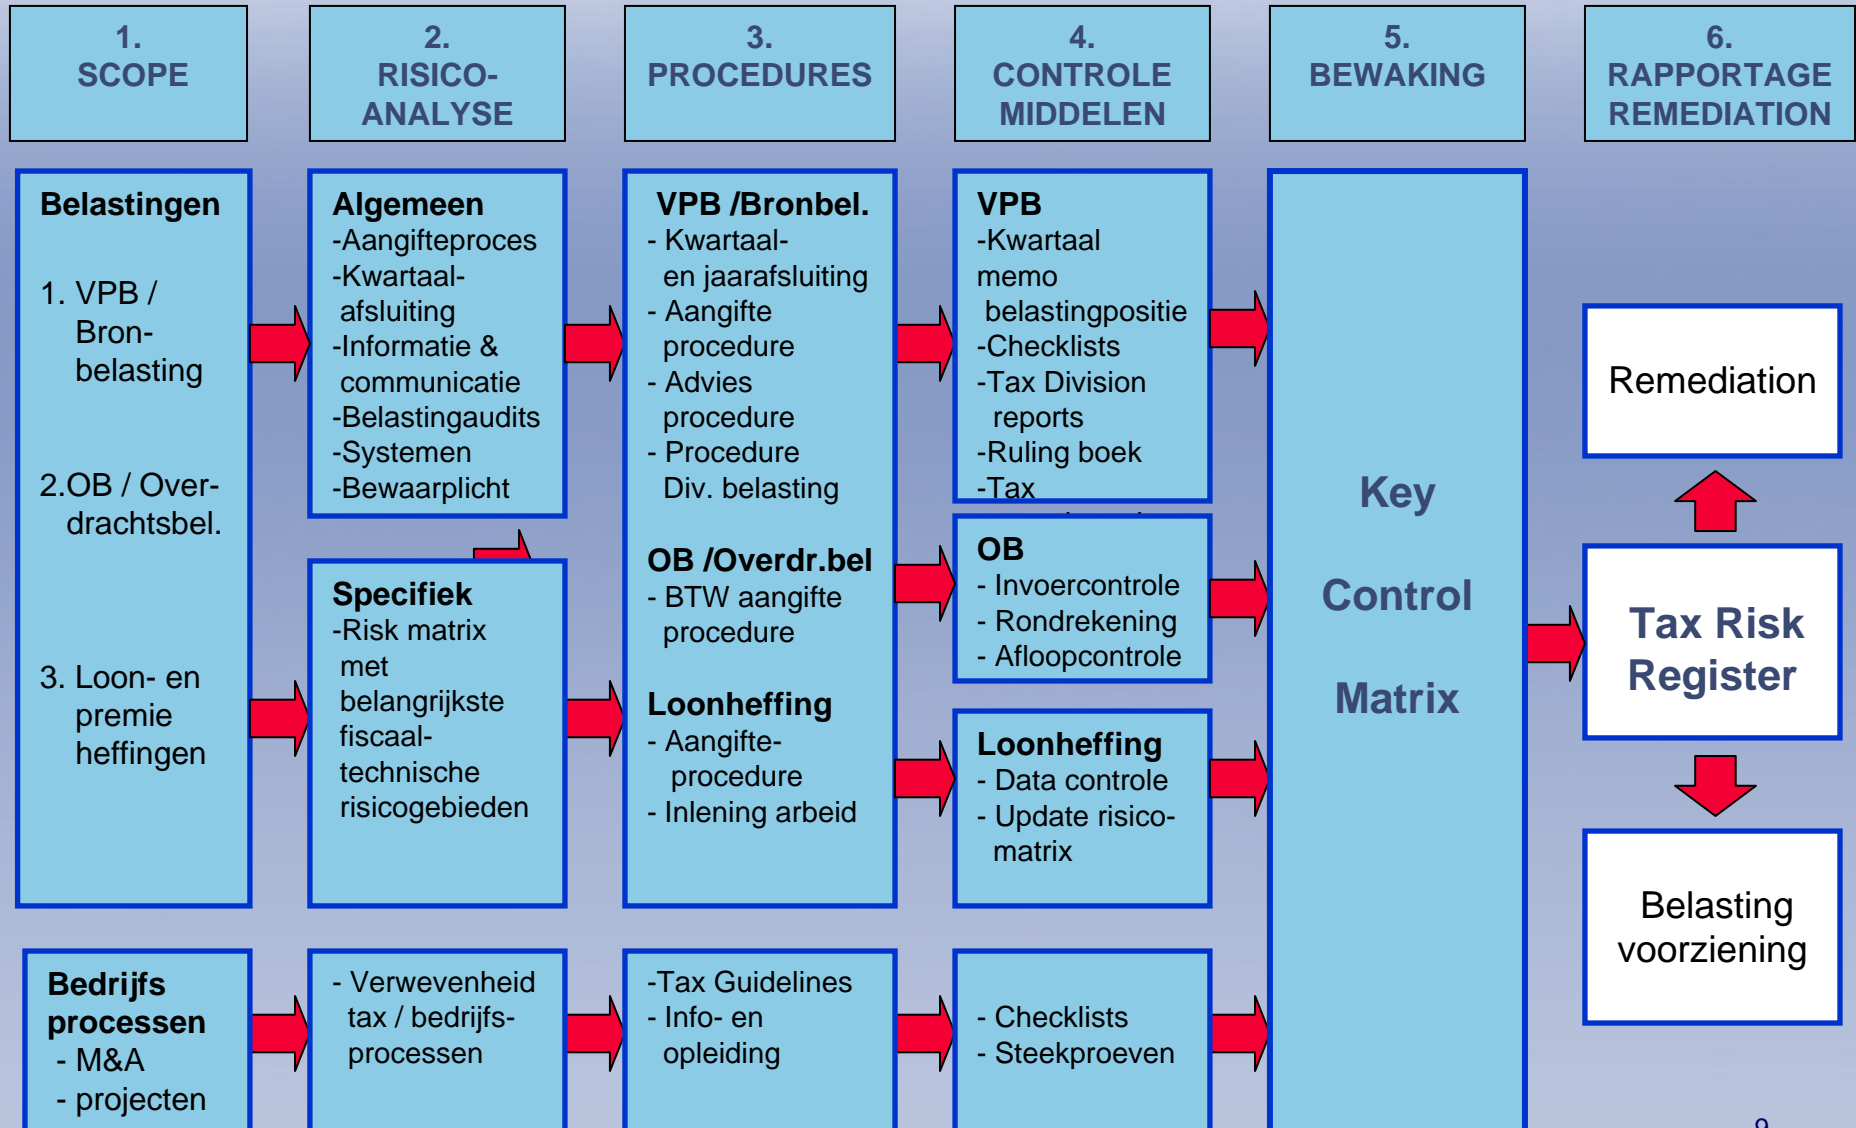 1.
SCOPE
2.
RISICO-
ANALYSE
3.
PROCEDURES
4.
CONTROLE
MIDDELEN
5.
BEWAKING
6.
RAPPORTAGE
REMEDIATION
Belastingen
1. VPB /
Bron-
belasting
2.OB / Over-
drachtsbel.
3. Loon- en
premie
heffingen
Bedrijfs
processen
- M&A
- projecten
Algemeen
-Aangifteproces
-Kwartaal-
afsluiting
-Informatie &
communicatie
-Belastingaudits
-Systemen
-Bewaarplicht
Specifiek
-Risk matrix
met
belangrijkste
fiscaal-
technische
risicogebieden
- Verwevenheid
tax / bedrijfs-
processen
VPB /Bronbel.
- Kwartaal-
en jaarafsluiting
- Aangifte
procedure
- Advies
procedure
- Procedure
Div. belasting
OB /Overdr.bel
- BTW aangifte
procedure
Loonheffing
- Aangifte-
procedure
- Inlening arbeid
-Tax Guidelines
- Info- en
opleiding
VPB
-Kwartaal
memo
belastingpositie
-Checklists
-Tax Division
reports
-Ruling boek
-Tax
OB
- Invoercontrole
- Rondrekening
- Afloopcontrole
Loonheffing
- Data controle
- Update risico-
matrix
- Checklists
- Steekproeven
Key
Control
Matrix
Remediation
Tax Risk
Register
Belasting
voorziening